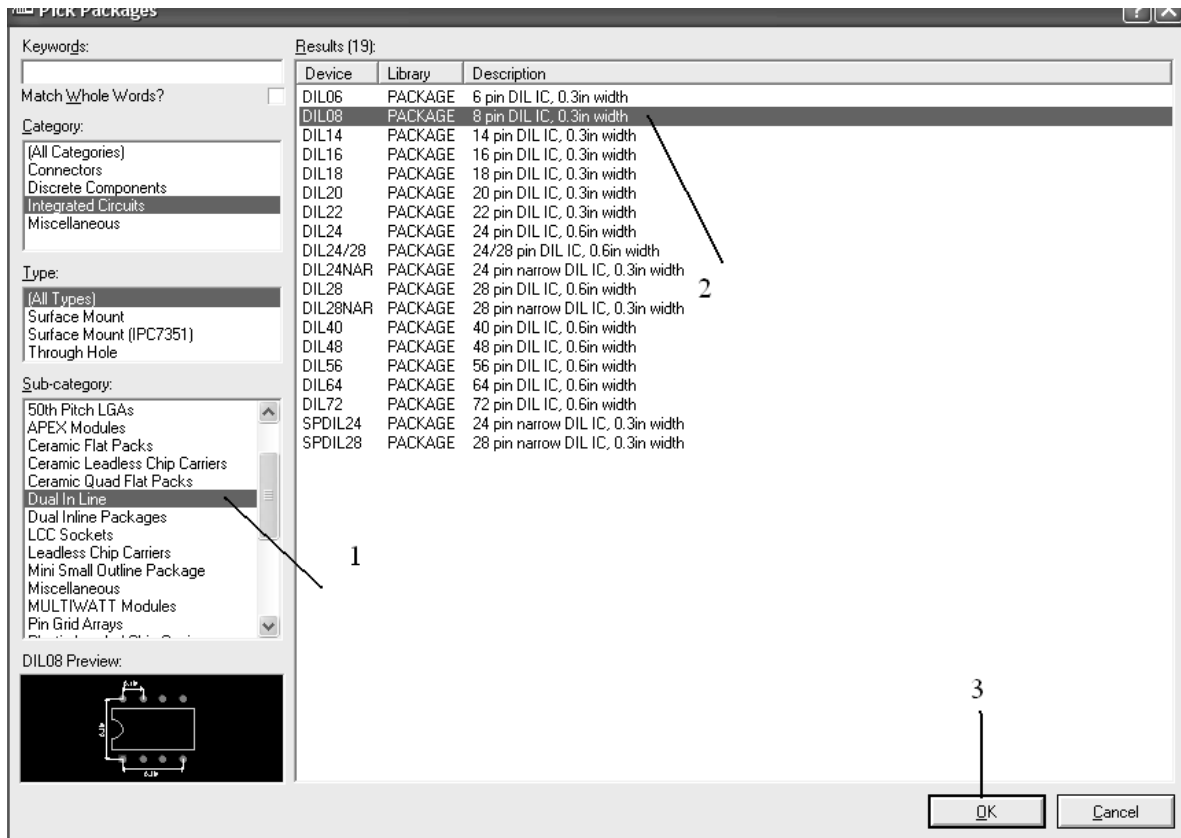 Pick Packages
Keywords:
Match Whole Words?
Category:
(All Categories)
Connectors
Discrete Components
Integrated Circuits
Miscellaneous
Type:
(All Types)
Surface Mount
Surface Mount (IPC7351)
Through Hole
Sub-category:
50th Pitch LGAs
APEX Modules
Ceramic Flat Packs
Ceramic Leadless Chip Carriers
Ceramic Quad Flat Packs
Dual In Line
Dual Inline Packages
LCC Sockets
Leadless Chip Carriers
Mini Small Outline Package
Miscellaneous
MULTIWATT Modules
Pin Grid Arrays
1
DIL08 Preview:
Results (19):
Device Library Description
DIL06 PACKAGE 6 pin DIL IC, 0.3in width
DIL08 PACKAGE 8 pin DIL IC, 0.3in width
DIL14 PACKAGE 14 pin DIL IC, 0.3in width
DIL16 PACKAGE 16 pin DIL IC, 0.3in width
DIL18 PACKAGE 18 pin DIL IC, 0.3in width
DIL20 PACKAGE 20 pin DIL IC, 0.3in width
DIL22 PACKAGE 22 pin DIL IC, 0.3in width
DIL24 PACKAGE 24 pin DIL IC, 0.6in width
DIL24/28 PACKAGE 24/28 pin DIL IC, 0.6in width
DIL24NAR PACKAGE 24 pin narrow DIL IC, 0.3in width
DIL28 PACKAGE 28 pin DIL IC, 0.6in width
2
DIL28NAR PACKAGE 28 pin narrow DIL IC, 0.3in width
DIL40 PACKAGE 40 pin DIL IC, 0.6in width
DIL48 PACKAGE 48 pin DIL IC, 0.6in width
DIL56 PACKAGE 56 pin DIL IC, 0.6in width
DIL64 PACKAGE 64 pin DIL IC, 0.6in width
DIL72 PACKAGE 72 pin DIL IC, 0.6in width
SPDIL24 PACKAGE 24 pin narrow DIL IC, 0.3in width
SPDIL28 PACKAGE 28 pin narrow DIL IC, 0.3in width
3
OK
Cancel